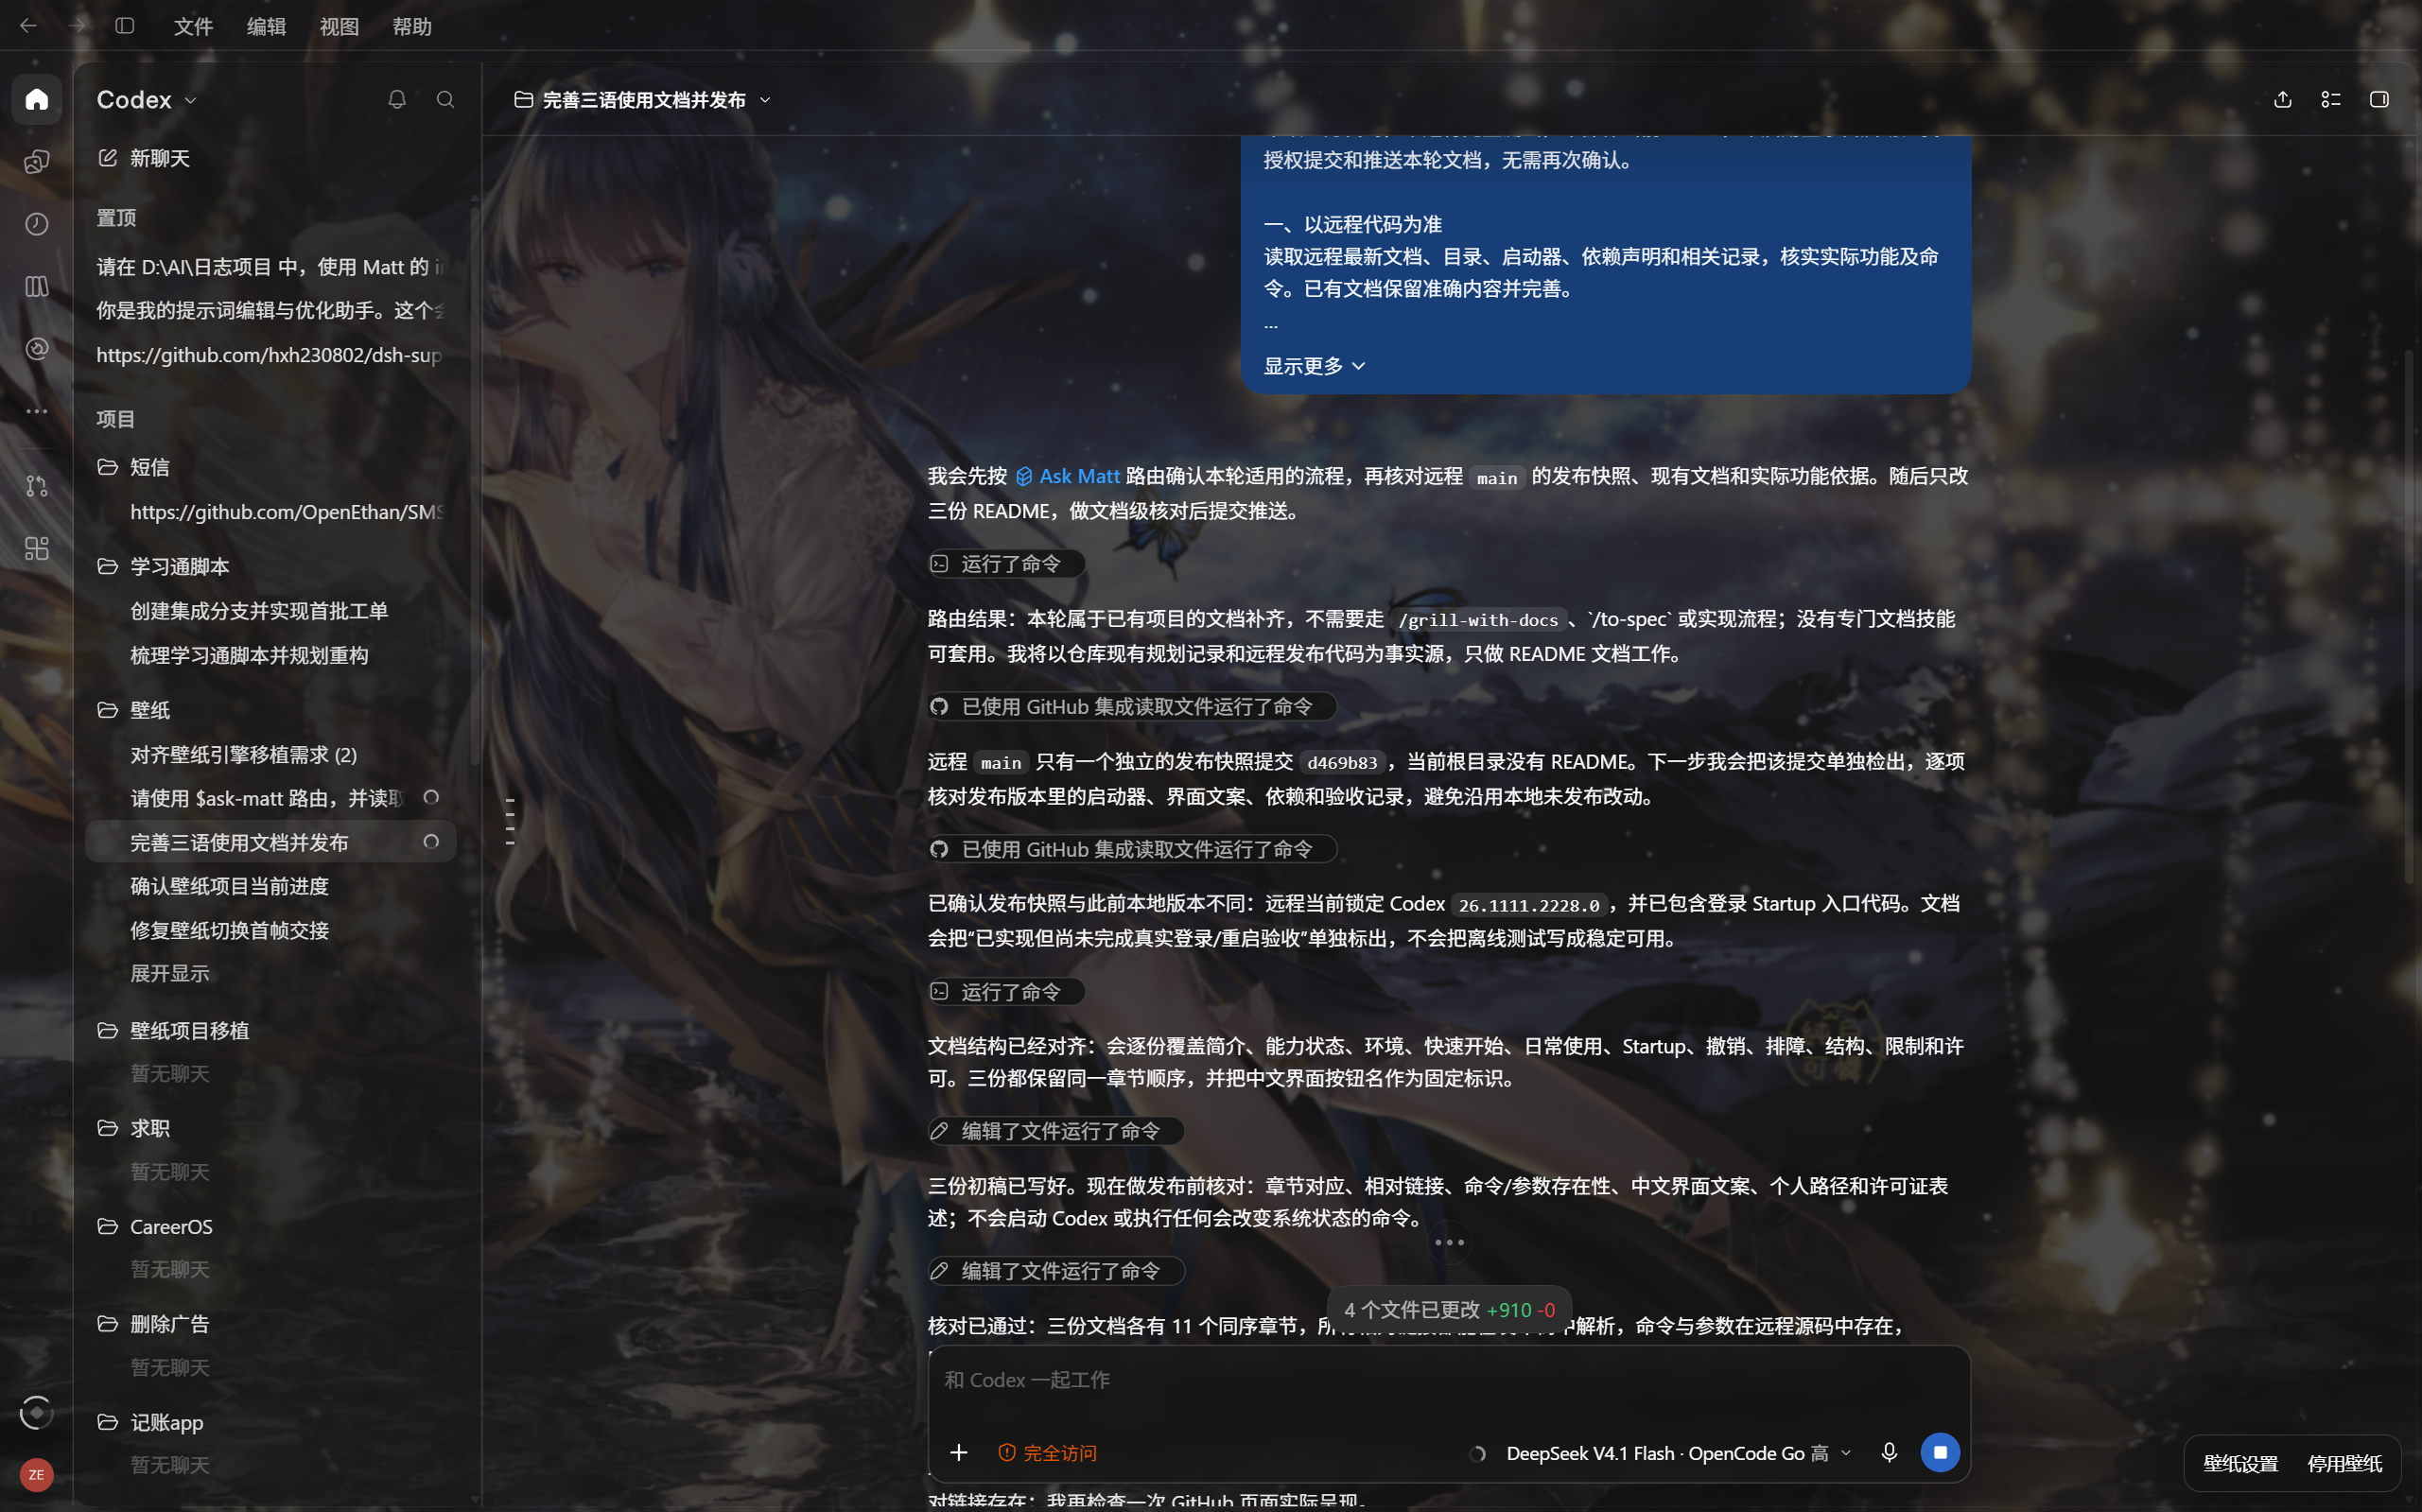 文件 编辑 视图 帮助
Codex
新聊天
置顶
请在 D:\AI\日志项目 中，使用 Matt 的
你是我的提示词编辑与优化助手。这个
https://github.com/hxh230802/dsh-sup
项目
短信
https://github.com/OpenEthan/SMS
学习通脚本
创建集成分支并实现首批工单
梳理学习通脚本并规划重构
壁纸
对齐壁纸引擎移植需求 (2)
请使用 $ask-matt 路由，并读取
完善三语使用文档并发布
确认壁纸项目当前进度
修复壁纸切换首帧交接
展开显示
壁纸项目移植
暂无聊天
求职
暂无聊天
CareerOS
暂无聊天
删除广告
暂无聊天
记账app
暂无聊天
ZE
完善三语使用文档并发布
授权提交和推送本轮文档，无需再次确认。
一、以远程代码为准
读取远程最新文档、目录、启动器、依赖声明和相关记录，核实实际功能及命
令。已有文档保留准确内容并完善。
...
显示更多
我会先按 Ask Matt 路由确认本轮适用的流程，再核对远程 main 的发布快照、现有文档和实际功能依据。随后只改
三份 README，做文档级核对后提交推送。
运行了命令
路由结果：本轮属于已有项目的文档补齐，不需要走 /grill-with-docs 、`/to-spec` 或实现流程；没有专门文档技能
可套用。我将以仓库现有规划记录和远程发布代码为事实源，只做 README 文档工作。
已使用 GitHub 集成读取文件运行了命令
远程 main 只有一个独立的发布快照提交 d469b83 ，当前根目录没有 README。下一步我会把该提交单独检出，逐项
核对发布版本里的启动器、界面文案、依赖和验收记录，避免沿用本地未发布改动。
已使用 GitHub 集成读取文件运行了命令
已确认发布快照与此前本地版本不同：远程当前锁定 Codex 26.1111.2228.0 ，并已包含登录 Startup 入口代码。文档
会把“已实现但尚未完成真实登录/重启验收”单独标出，不会把离线测试写成稳定可用。
运行了命令
文档结构已经对齐：会逐份覆盖简介、能力状态、环境、快速开始、日常使用、Startup、撤销、排障、结构、限制和许
可。三份都保留同一章节顺序，并把中文界面按钮名作为固定标识。
编辑了文件运行了命令
三份初稿已写好。现在做发布前核对：章节对应、相对链接、命令/参数存在性、中文界面文案、个人路径和许可证表
述；不会启动 Codex 或执行任何会改变系统状态的命令。
编辑了文件运行了命令
4 个文件已更改 +910 -0
核对已通过：三份文档各有 11 个同序章节，所 解析，命令与参数在远程源码中存在，
和 Codex 一起工作
完全访问
DeepSeek V4.1 Flash · OpenCode Go 高
对链接存在；我再检查一次 GitHub 页面实际呈现。
壁纸设置 停用壁纸